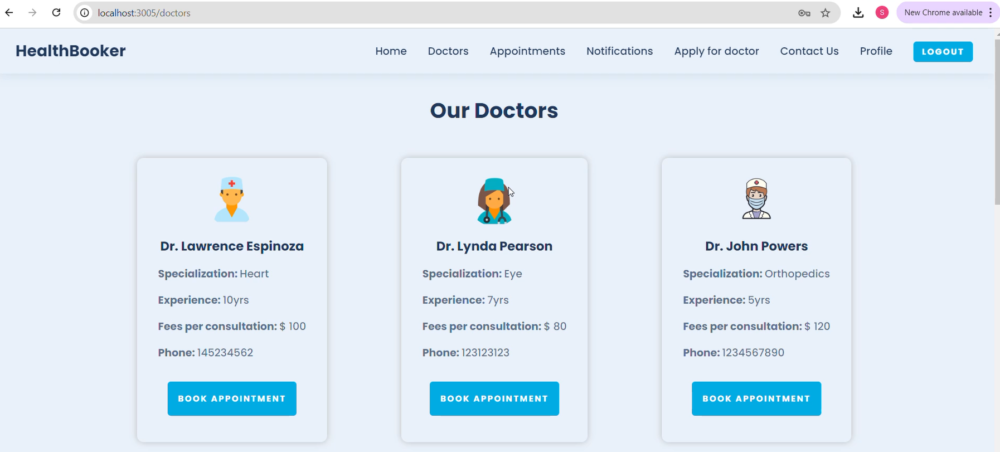 localhost:3005/doctors
S
New Chrome available
HealthBooker
Home Doctors Appointments Notifications Apply for doctor Contact Us Profile LOGOUT
Our Doctors
Dr. Lawrence Espinoza
Specialization: Heart
Experience: 10yrs
Fees per consultation: $ 100
Phone: 145234562
BOOK APPOINTMENT
Dr. Lynda Pearson
Specialization: Eye
Experience: 7yrs
Fees per consultation: $ 80
Phone: 123123123
BOOK APPOINTMENT
Dr. John Powers
Specialization: Orthopedics
Experience: 5yrs
Fees per consultation: $ 120
Phone: 1234567890
BOOK APPOINTMENT